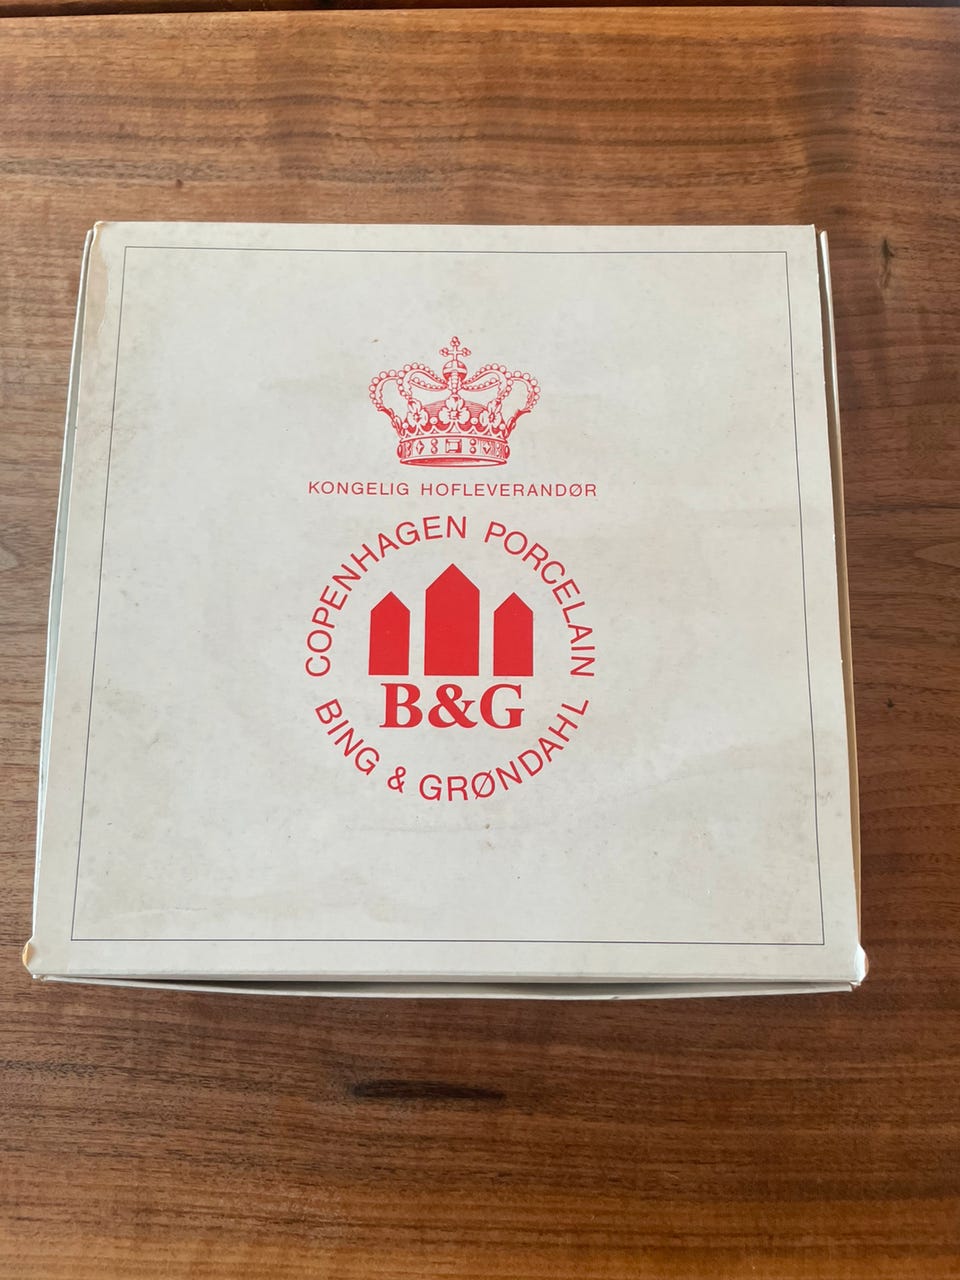 KONGELIG HOFLEVERANDØR
COPENHAGEN PORCELAIN
B&G
BING & GRØNDAHL